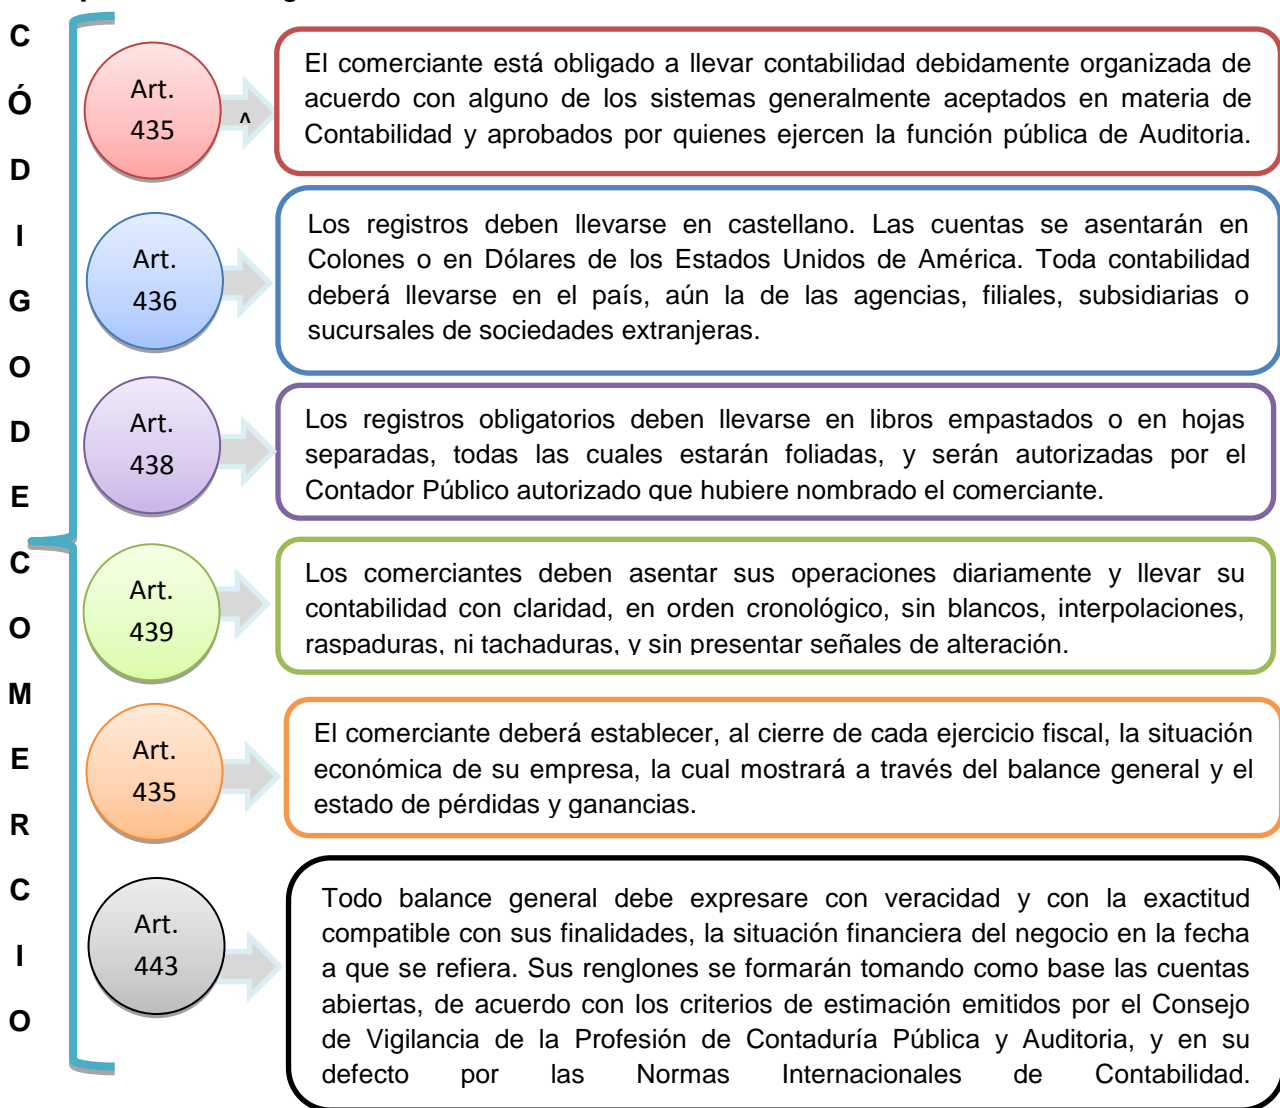 CÓDIGO DE COMERCIO
Art.
435
^
El comerciante está obligado a llevar contabilidad debidamente organizada de
acuerdo con alguno de los sistemas generalmente aceptados en materia de
Contabilidad y aprobados por quienes ejercen la función pública de Auditoria.
Art.
436
Los registros deben llevarse en castellano. Las cuentas se asentarán en
Colones o en Dólares de los Estados Unidos de América. Toda contabilidad
deberá llevarse en el país, aún la de las agencias, filiales, subsidiarias o
sucursales de sociedades extranjeras.
Art.
438
Los registros obligatorios deben llevarse en libros empastados o en hojas
separadas, todas las cuales estarán foliadas, y serán autorizadas por el
Contador Público autorizado que hubiere nombrado el comerciante.
Art.
439
Los comerciantes deben asentar sus operaciones diariamente y llevar su
contabilidad con claridad, en orden cronológico, sin blancos, interpolaciones,
raspaduras, ni tachaduras, y sin presentar señales de alteración.
Art.
435
El comerciante deberá establecer, al cierre de cada ejercicio fiscal, la situación
económica de su empresa, la cual mostrará a través del balance general y el
estado de pérdidas y ganancias.
Art.
443
Todo balance general debe expresare con veracidad y con la exactitud
compatible con sus finalidades, la situación financiera del negocio en la fecha
a que se refiera. Sus renglones se formarán tomando como base las cuentas
abiertas, de acuerdo con los criterios de estimación emitidos por el Consejo
de Vigilancia de la Profesión de Contaduría Pública y Auditoria, y en su
defecto por las Normas Internacionales de Contabilidad.